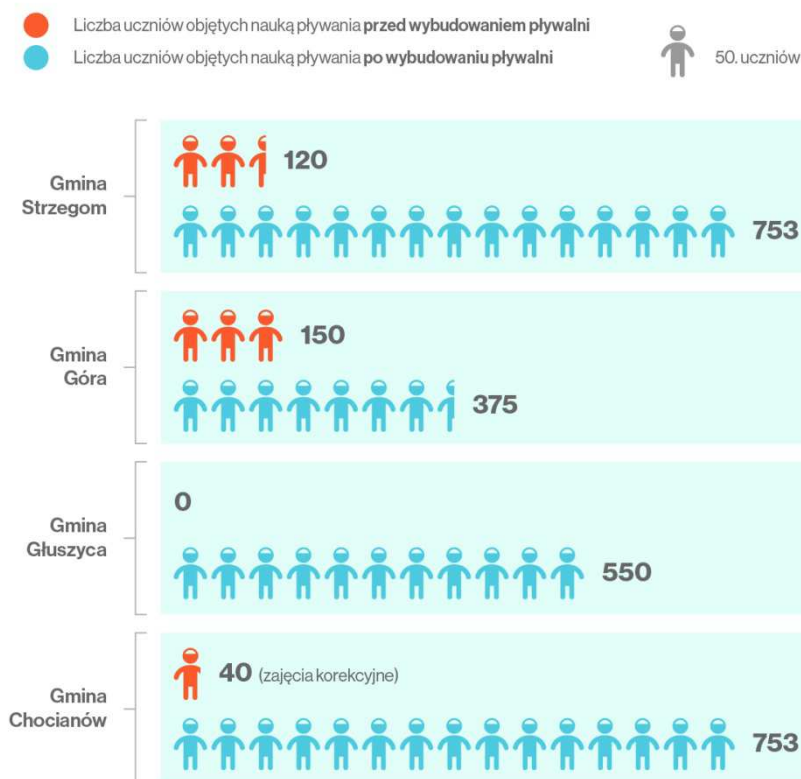 Liczba uczniów objętych nauką pływania przed wybudowaniem pływalni
Liczba uczniów objętych nauką pływania po wybudowaniu pływalni
50. uczniów
Gmina
Strzegom
120
753
Gmina
Góra
150
375
Gmina
Głuszyca
0
550
Gmina
Chocianów
40 (zajęcia korekcyjne)
753